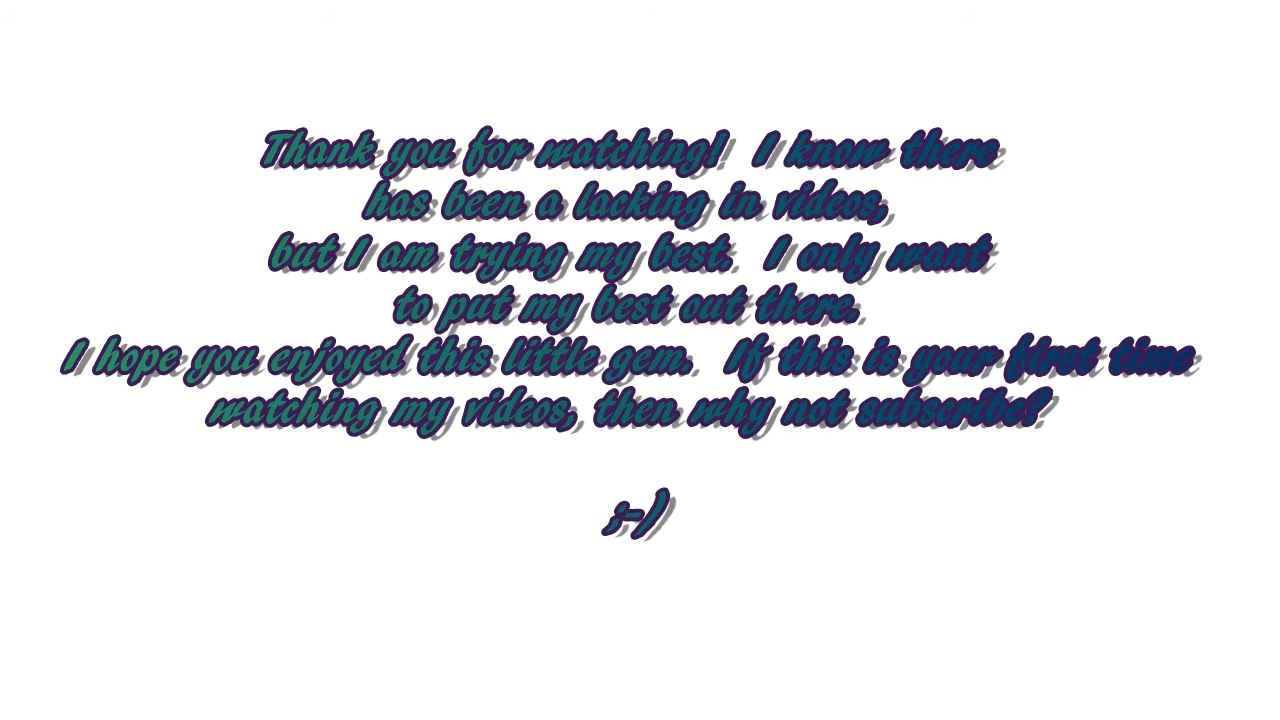 Thank you for watching!  I know there
has been a lacking in videos,
but I am trying my best.  I only want
to put my best out there.
I hope you enjoyed this little gem.  If this is your first time
watching my videos, then why not subscribe?
;-)